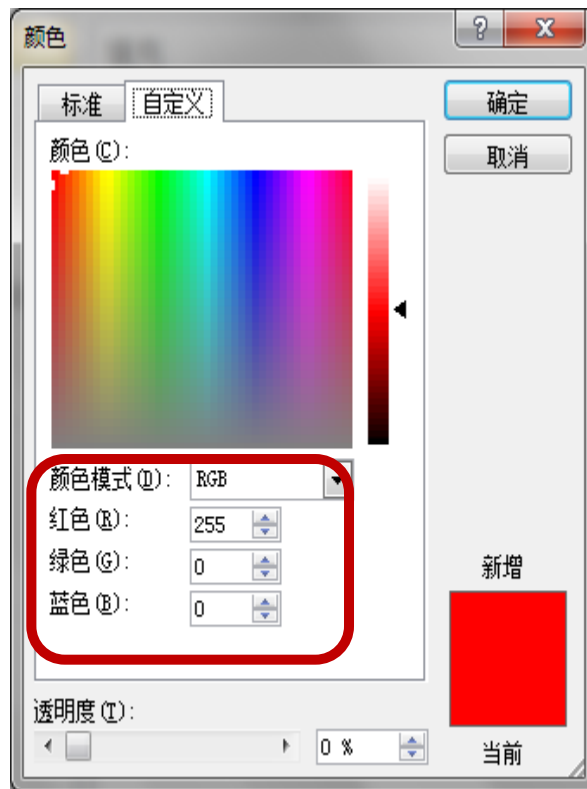 颜色
标准 自定义 确定
取消
颜色(C):
颜色模式(D): RGB
红色(R): 255
绿色(G): 0
蓝色(B): 0
新增
透明度(T):
0 %
当前